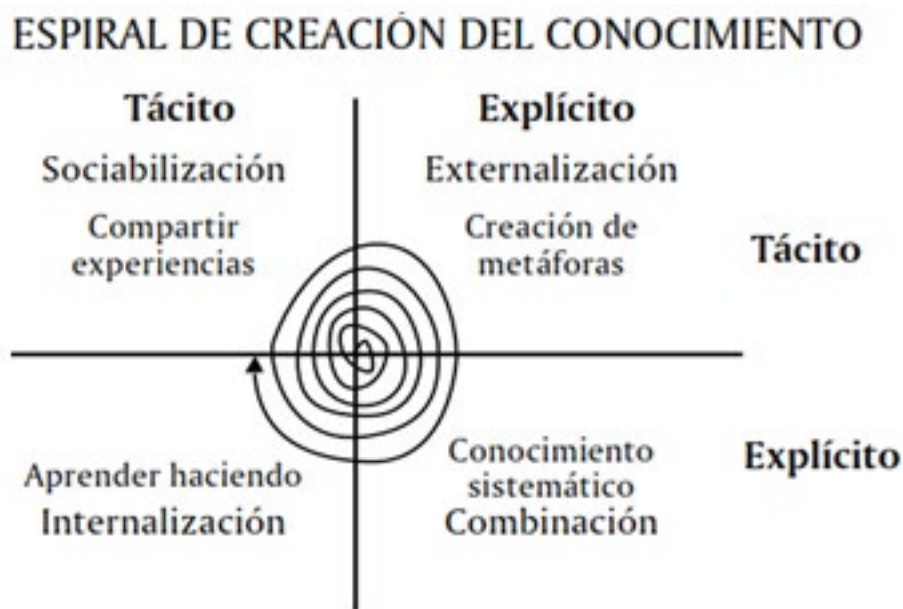 ESPIRAL DE CREACIÓN DEL CONOCIMIENTO
Tácito
Explícito
Sociabilización
Externalización
Compartir
experiencias
Creación de
metáforas
Tácito
Aprender haciendo
Internalización
Conocimiento
sistemático
Combinación
Explícito